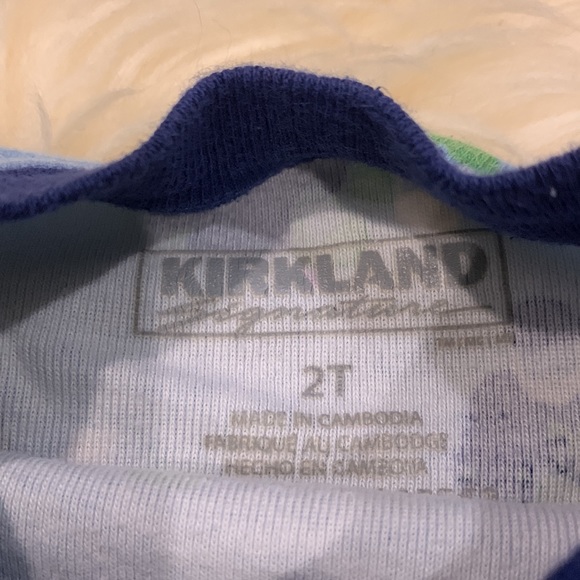 KIRKLAND
Signature
2T
MADE IN CAMBODIA
FABRIQUÉ AU CAMBODGE
HECHO EN CAMBOYA